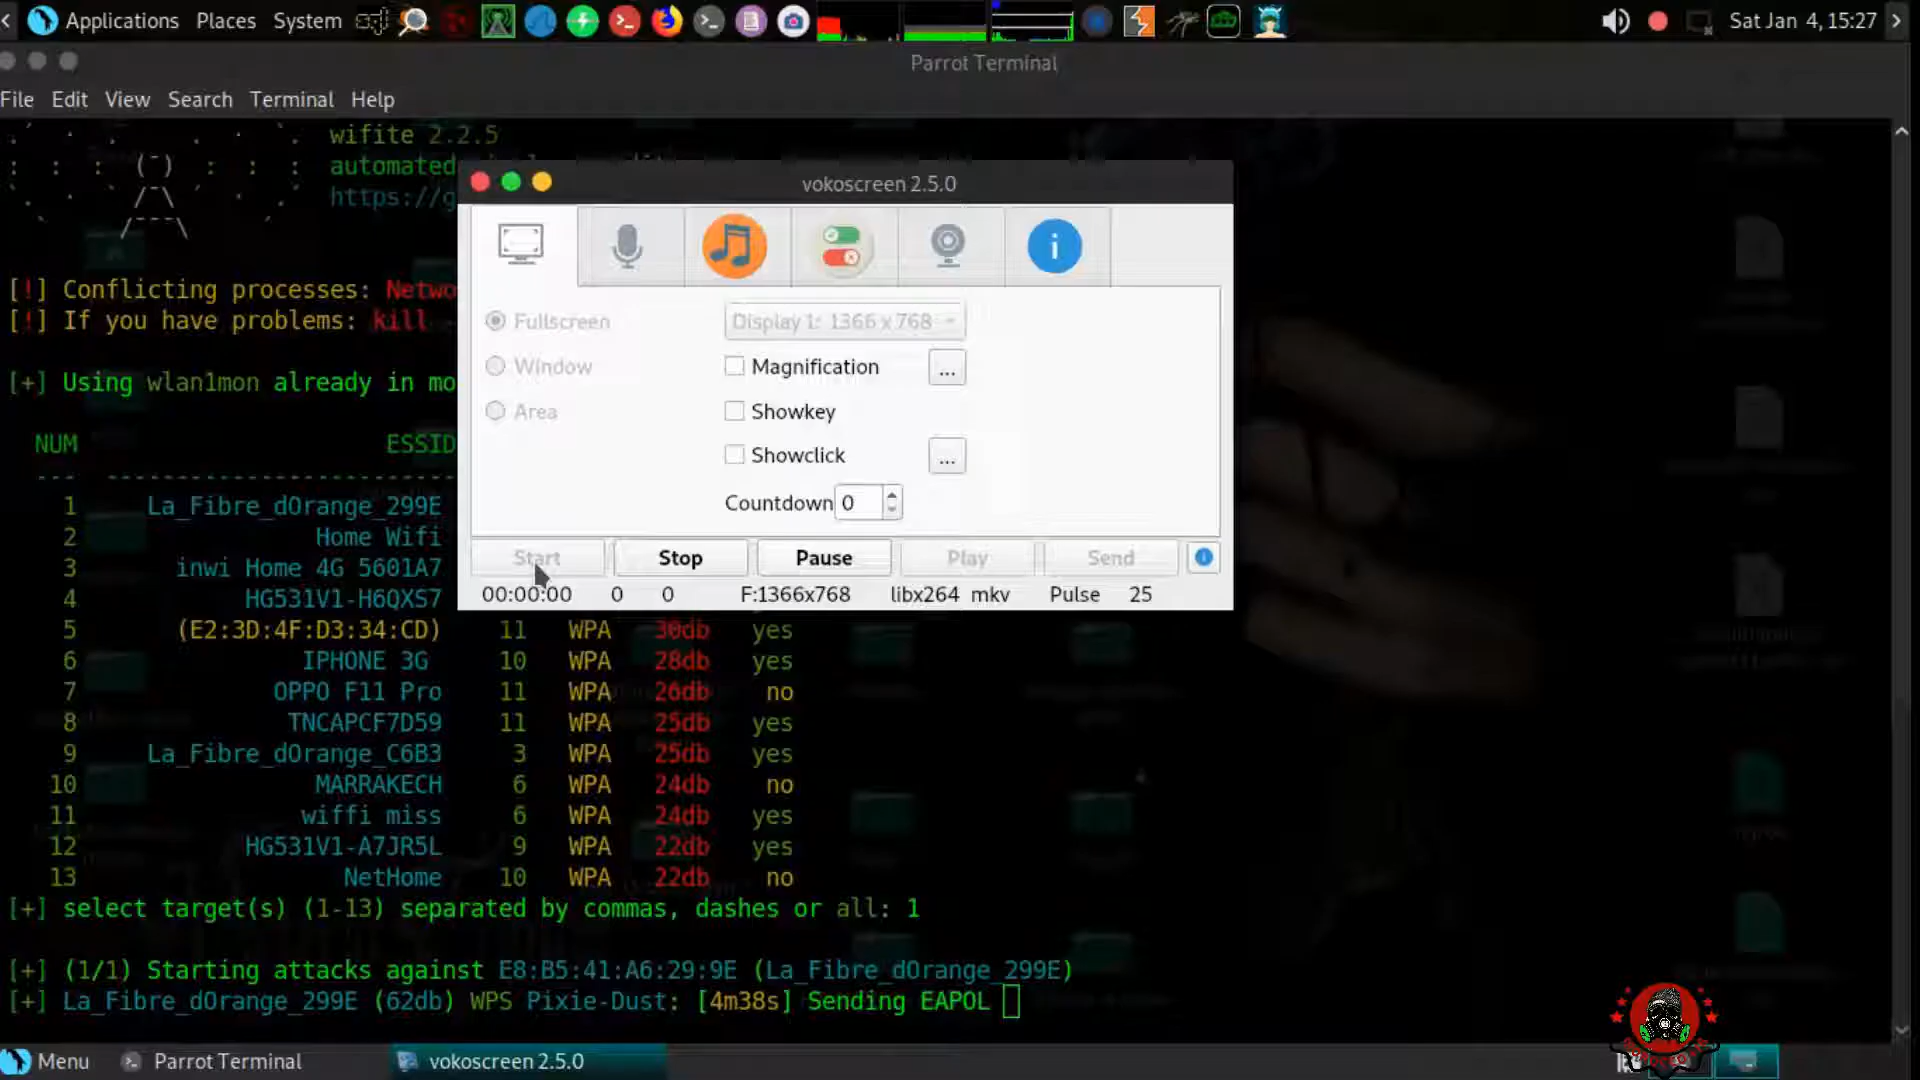 Applications Places System
Sat Jan 4, 15:27
Parrot Terminal
File Edit View Search Terminal Help
wifite 2.2.5
automated
https://g
[!] Conflicting processes: Netwo
[!] If you have problems: kill
[+] Using wlan1mon already in mo
vokoscreen 2.5.0
Fullscreen
Display 1: 1366 x 768
Window
Magnification
...
Area
Showkey
Showclick
...
Countdown 0
Start Stop Pause Play Send
00:00:00 0 0 F:1366x768 libx264 mkv Pulse 25
NUM ESSID
--- -------------------------
1 La_Fibre_dOrange_299E
2 Home Wifi
3 inwi Home 4G 5601A7
4 HG531V1-H6QXS7
5 (E2:3D:4F:D3:34:CD) 11 WPA 30db yes
6 IPHONE 3G 10 WPA 28db yes
7 OPPO F11 Pro 11 WPA 26db no
8 TNCAPCF7D59 11 WPA 25db yes
9 La_Fibre_dOrange_C6B3 3 WPA 25db yes
10 MARRAKECH 6 WPA 24db no
11 wiffi miss 6 WPA 24db yes
12 HG531V1-A7JR5L 9 WPA 22db yes
13 NetHome 10 WPA 22db no
[+] select target(s) (1-13) separated by commas, dashes or all: 1
[+] (1/1) Starting attacks against E8:B5:41:A6:29:9E (La_Fibre_dOrange_299E)
[+] La_Fibre_dOrange_299E (62db) WPS Pixie-Dust: [4m38s] Sending EAPOL
Menu Parrot Terminal vokoscreen 2.5.0